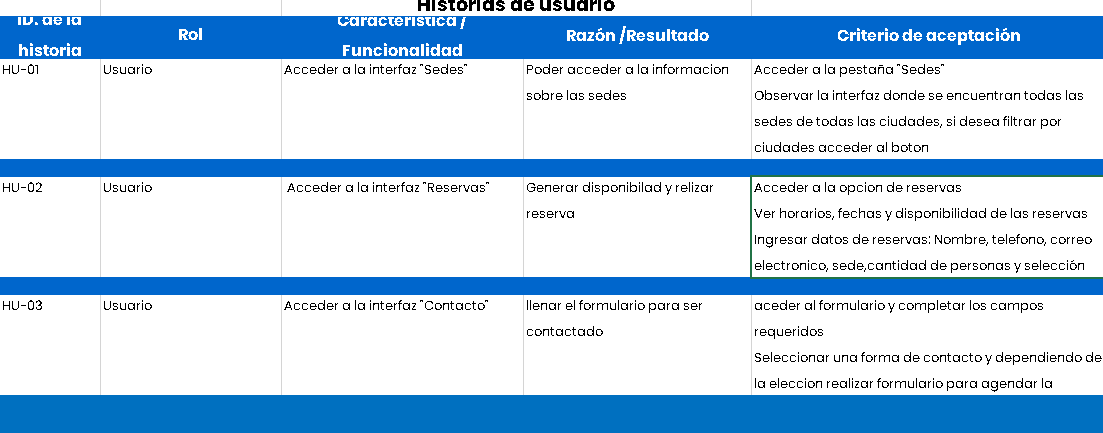 Historias de usuario
ID. de la historia
Rol
Característica / Funcionalidad
Razón /Resultado
Criterio de aceptación
HU-01
Usuario
Acceder a la interfaz "Sedes"
Poder acceder a la informacion
sobre las sedes
Acceder a la pestaña "Sedes"
Observar la interfaz donde se encuentran todas las
sedes de todas las ciudades, si desea filtrar por
ciudades acceder al boton
HU-02
Usuario
Acceder a la interfaz "Reservas"
Generar disponibilad y relizar
reserva
Acceder a la opcion de reservas
Ver horarios, fechas y disponibilidad de las reservas
Ingresar datos de reservas: Nombre, telefono, correo
electronico, sede,cantidad de personas y selección
HU-03
Usuario
Acceder a la interfaz "Contacto"
llenar el formulario para ser
contactado
aceder al formulario y completar los campos
requeridos
Seleccionar una forma de contacto y dependiendo de
la eleccion realizar formulario para agendar la